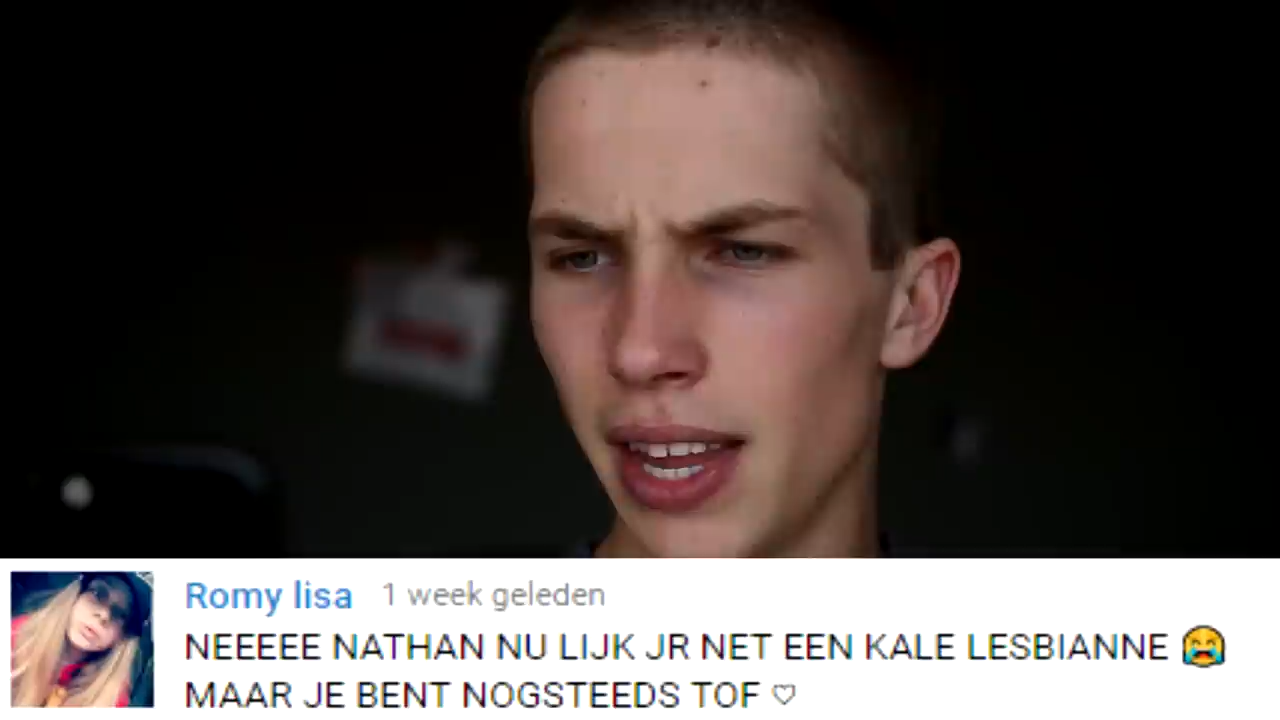 Romy lisa 1 week geleden
NEEEEE NATHAN NU LIJK JR NET EEN KALE LESBIANNE 😭
MAAR JE BENT NOGSTEEDS TOF ♡